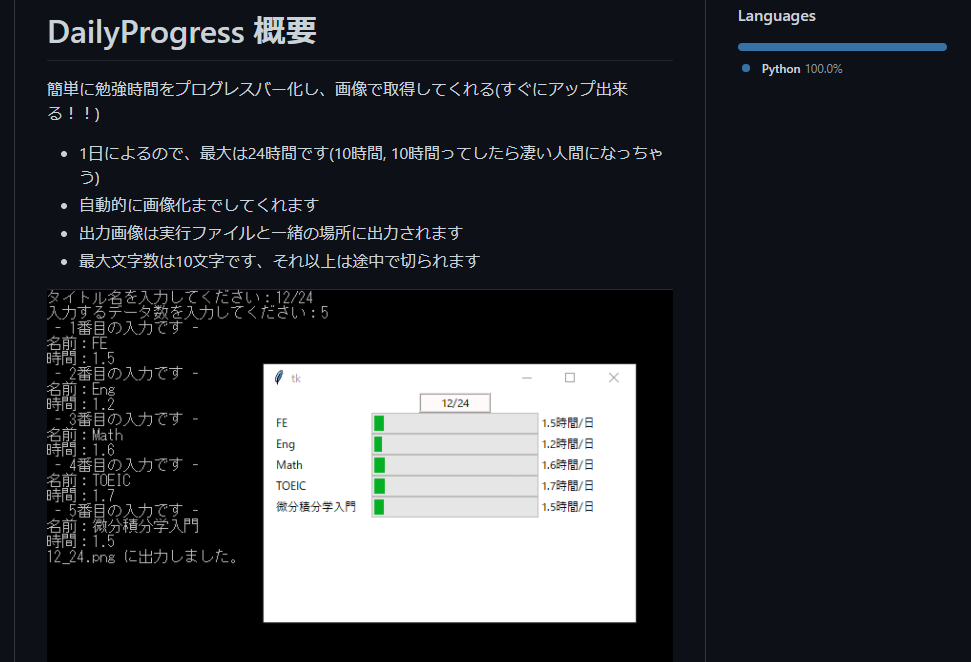 DailyProgress 概要
簡単に勉強時間をプログレスバー化し、画像で取得してくれる(すぐにアップ出来
る！！)
1日によるので、最大は24時間です(10時間, 10時間ってしたら凄い人間になっちゃ
う)
自動的に画像化までしてくれます
出力画像は実行ファイルと一緒の場所に出力されます
最大文字数は10文字です、それ以上は途中で切られます
タイトル名を入力してください：12/24
入力するデータ数を入力してください：5
- 1番目の入力です -
名前：FE
時間：1.5
- 2番目の入力です -
名前：Eng
時間：1.2
- 3番目の入力です -
名前：Math
時間：1.6
- 4番目の入力です -
名前：TOEIC
時間：1.7
- 5番目の入力です -
名前：微分積分学入門
時間：1.5
12_24.png に出力しました。
tk
12/24
FE 1.5時間/日
Eng 1.2時間/日
Math 1.6時間/日
TOEIC 1.7時間/日
微分積分学入門 1.5時間/日
Languages
Python 100.0%